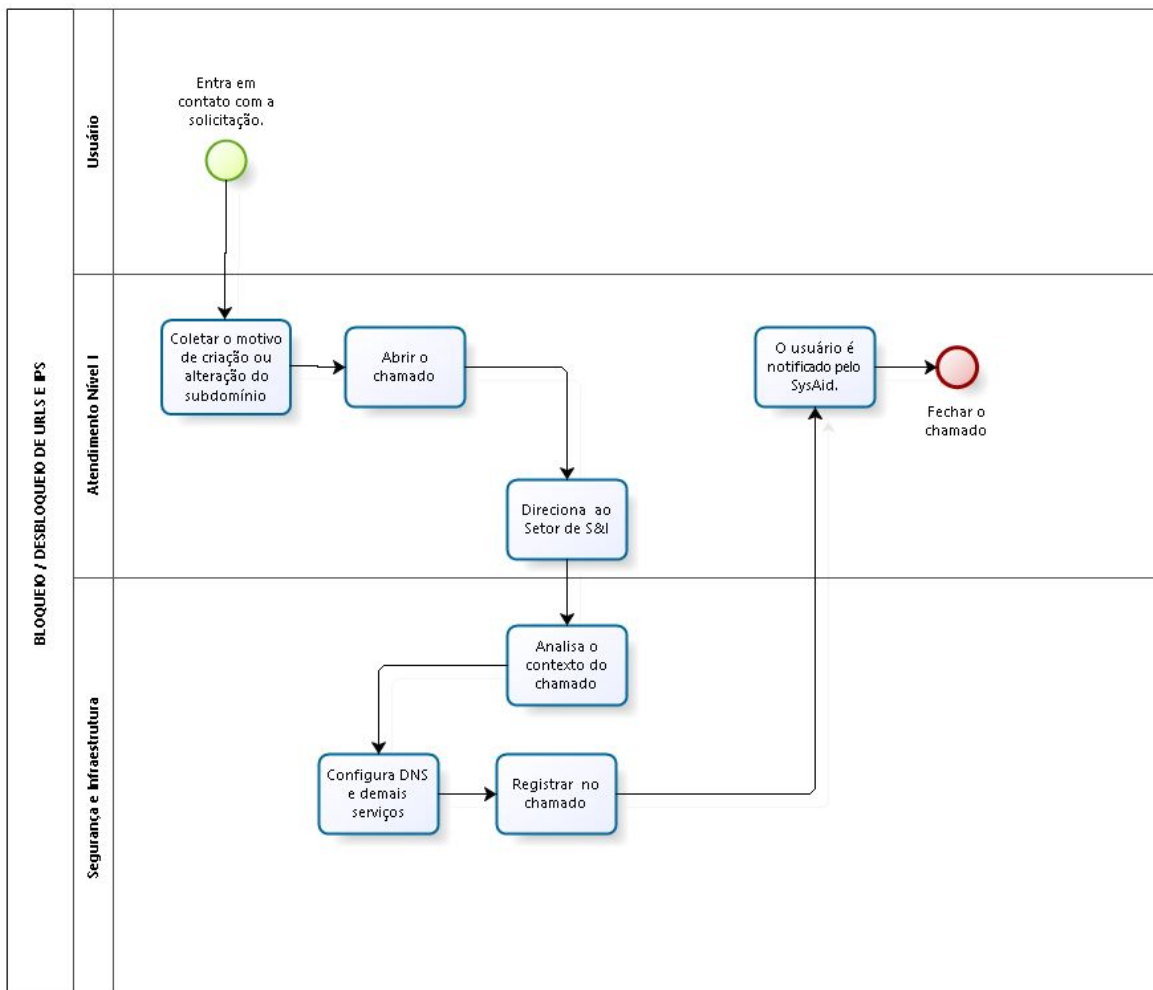 BLOQUEIO / DESBLOQUEIO DE URLS E IPS
Usuário
Entra em
contato com a
solicitação.
Atendimento Nível I
Coletar o motivo
de criação ou
alteração do
subdomínio
Abrir o
chamado
O usuário é
notificado pelo
SysAid.
Fechar o
chamado
Direciona ao
Setor de S&I
Segurança e Infraestrutura
Analisa o
contexto do
chamado
Configura DNS
e demais
serviços
Registrar no
chamado